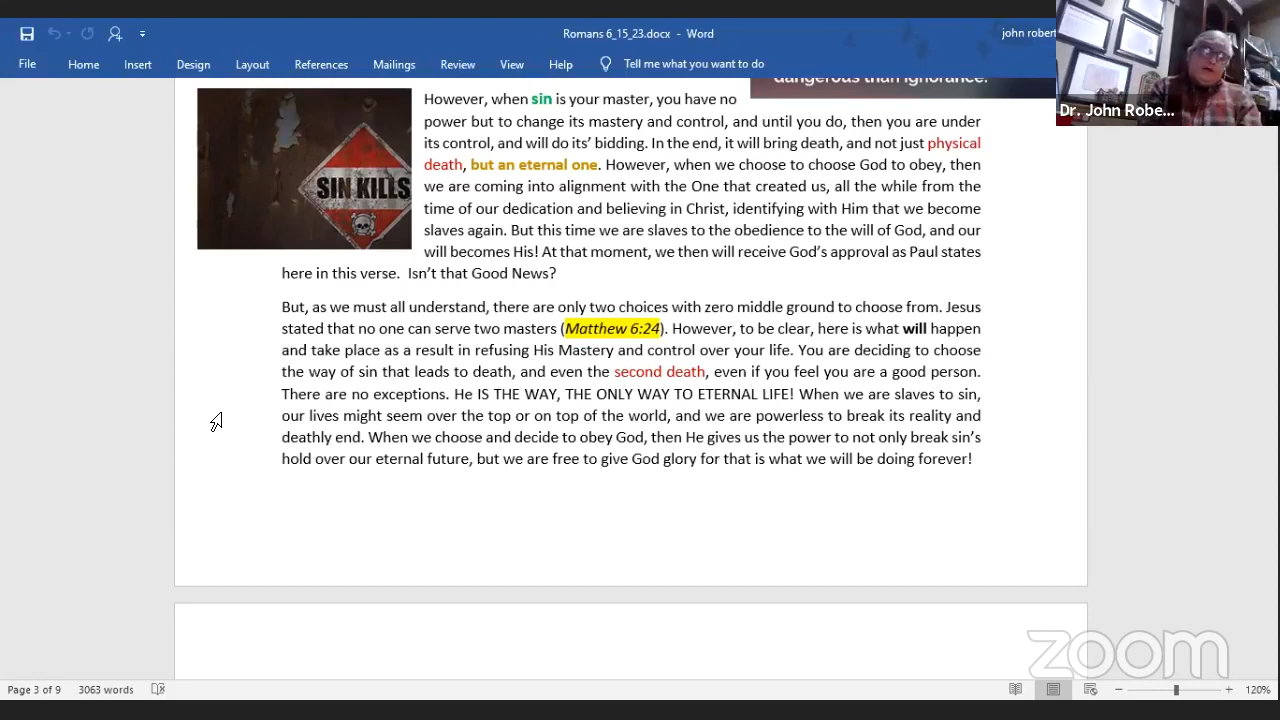 Romans 6_15_23.docx - Word
john robert
File Home Insert Design Layout References Mailings Review View Help Tell me what you want to do
Dr. John Robe...
dangerous than ignorance.
SIN KILLS
However, when sin is your master, you have no
power but to change its mastery and control, and until you do, then you are under
its control, and will do its' bidding. In the end, it will bring death, and not just physical
death, but an eternal one. However, when we choose to choose God to obey, then
we are coming into alignment with the One that created us, all the while from the
time of our dedication and believing in Christ, identifying with Him that we become
slaves again. But this time we are slaves to the obedience to the will of God, and our
will becomes His! At that moment, we then will receive God's approval as Paul states
here in this verse. Isn't that Good News?
But, as we must all understand, there are only two choices with zero middle ground to choose from. Jesus
stated that no one can serve two masters (Matthew 6:24). However, to be clear, here is what will happen
and take place as a result in refusing His Mastery and control over your life. You are deciding to choose
the way of sin that leads to death, and even the second death, even if you feel you are a good person.
There are no exceptions. He IS THE WAY, THE ONLY WAY TO ETERNAL LIFE! When we are slaves to sin,
our lives might seem over the top or on top of the world, and we are powerless to break its reality and
deathly end. When we choose and decide to obey God, then He gives us the power to not only break sin's
hold over our eternal future, but we are free to give God glory for that is what we will be doing forever!
zoom
Page 3 of 9 3063 words 120%